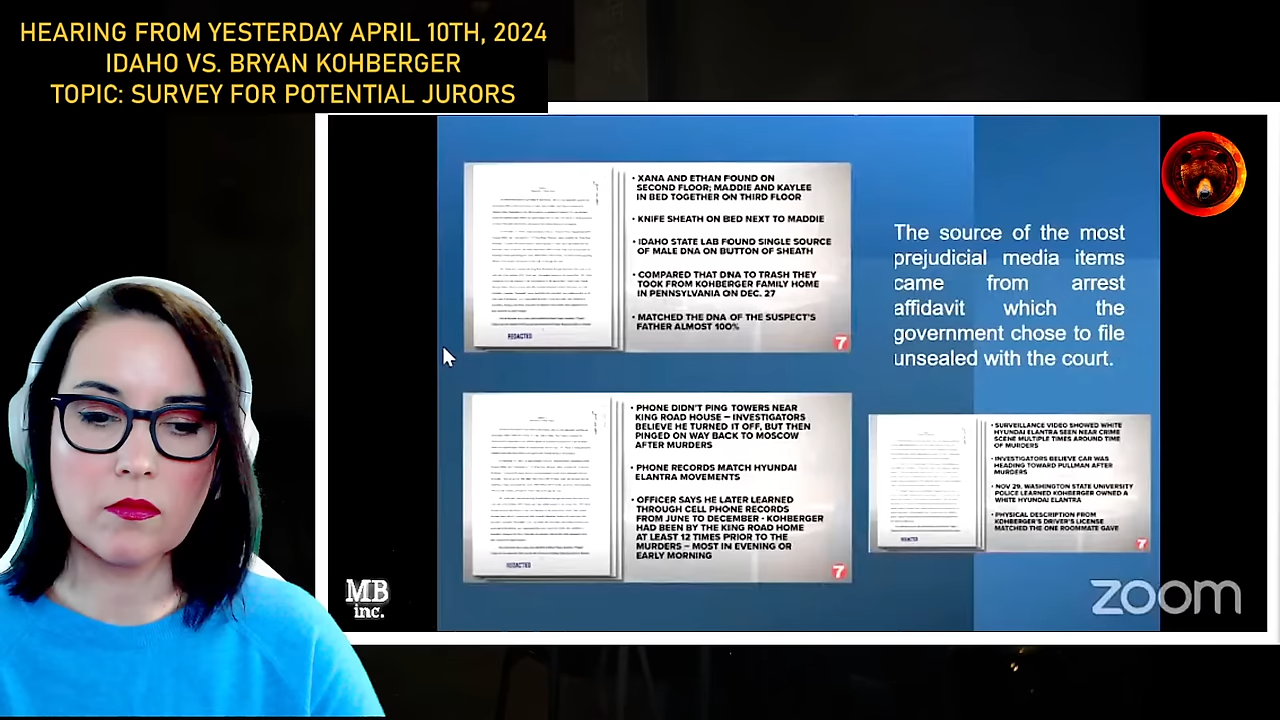 HEARING FROM YESTERDAY APRIL 10TH, 2024
IDAHO VS. BRYAN KOHBERGER
TOPIC: SURVEY FOR POTENTIAL JURORS
• XANA AND ETHAN FOUND ON
SECOND FLOOR; MADDIE AND KAYLEE
IN BED TOGETHER ON THIRD FLOOR
• KNIFE SHEATH ON BED NEXT TO MADDIE
• IDAHO STATE LAB FOUND SINGLE SOURCE
OF MALE DNA ON BUTTON OF SHEATH
• COMPARED THAT DNA TO TRASH THEY
TOOK FROM KOHBERGER FAMILY HOME
IN PENNSYLVANIA ON DEC. 27
• MATCHED THE DNA OF THE SUSPECT'S
FATHER ALMOST 100%
REDACTED
7
The source of the most
prejudicial media items
came from arrest
affidavit which the
government chose to file
unsealed with the court.
• PHONE DIDN'T PING TOWERS NEAR
KING ROAD HOUSE – INVESTIGATORS
BELIEVE HE TURNED IT OFF, BUT THEN
PINGED ON WAY BACK TO MOSCOW
AFTER MURDERS
• PHONE RECORDS MATCH HYUNDAI
ELANTRA MOVEMENTS
• OFFICER SAYS HE LATER LEARNED
THROUGH CELL PHONE RECORDS
FROM JUNE TO DECEMBER - KOHBERGER
HAD BEEN BY THE KING ROAD HOME
AT LEAST 12 TIMES PRIOR TO THE
MURDERS – MOST IN EVENING OR
EARLY MORNING
REDACTED
7
• SURVEILLANCE VIDEO SHOWED WHITE
HYUNDAI ELANTRA SEEN NEAR CRIME
SCENE MULTIPLE TIMES AROUND TIME
OF MURDERS
• INVESTIGATORS BELIEVE CAR WAS
HEADING TOWARD PULLMAN AFTER
MURDERS
• NOV 29, WASHINGTON STATE UNIVERSITY
POLICE LEARNED KOHBERGER OWNED A
WHITE HYUNDAI ELANTRA
• PHYSICAL DESCRIPTION FROM
KOHBERGER'S DRIVER'S LICENSE
MATCHED THE ONE ROOMMATE GAVE
REDACTED
7
MB
inc.
zoom